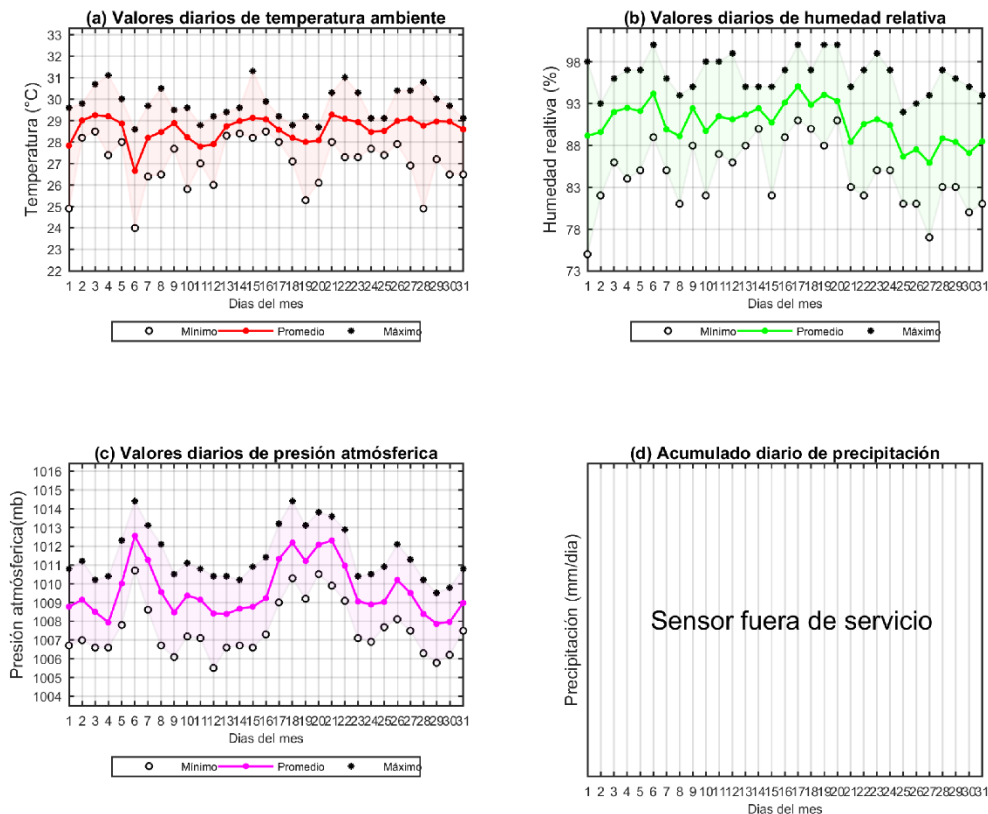 (a) Valores diarios de temperatura ambiente
33
32
31
30
29
28
27
26
25
24
23
22
Temperatura (°C)
1 2 3 4 5 6 7 8 9 10 11 12 13 14 15 16 17 18 19 20 21 22 23 24 25 26 27 28 29 30 31
Dias del mes
Mínimo Promedio Máximo
(b) Valores diarios de humedad relativa
98
93
88
83
78
73
Humedad realtiva (%)
1 2 3 4 5 6 7 8 9 10 11 12 13 14 15 16 17 18 19 20 21 22 23 24 25 26 27 28 29 30 31
Dias del mes
Mínimo Promedio Máximo
(c) Valores diarios de presión atmósferica
1016
1015
1014
1013
1012
1011
1010
1009
1008
1007
1006
1005
1004
Presión atmósferica(mb)
1 2 3 4 5 6 7 8 9 10 11 12 13 14 15 16 17 18 19 20 21 22 23 24 25 26 27 28 29 30 31
Dias del mes
Mínimo Promedio Máximo
(d) Acumulado diario de precipitación
Precipitación (mm/dia)
Sensor fuera de servicio
1 2 3 4 5 6 7 8 9 10 11 12 13 14 15 16 17 18 19 20 21 22 23 24 25 26 27 28 29 30 31
Dias del mes